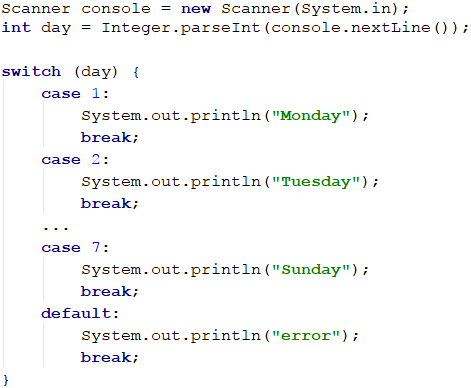 Scanner console = new Scanner(System.in);
int day = Integer.parseInt(console.nextLine());
switch (day) {
    case 1:
        System.out.println("Monday");
        break;
    case 2:
        System.out.println("Tuesday");
        break;
    ...
    case 7:
        System.out.println("Sunday");
        break;
    default:
        System.out.println("error");
        break;
}